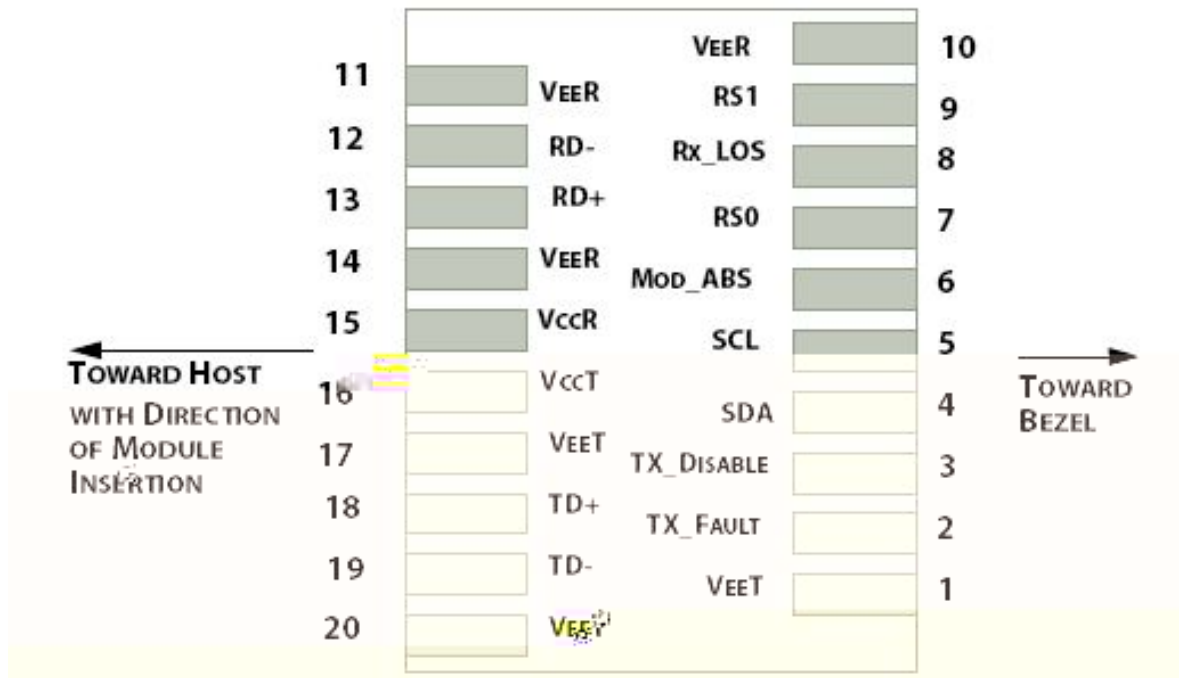 VEER 10
11 VEER
RS1 9
12 RD-
Rx_LOS 8
13 RD+
RS0 7
14 VEER
MOD_ABS 6
15 VCCR
SCL 5
TOWARD HOST
WITH DIRECTION
OF MODULE
INSERTION
16 VCCT
SDA 4
TOWARD
BEZEL
17 VEET
TX_DISABLE 3
18 TD+
TX_FAULT 2
19 TD-
VEET 1
20